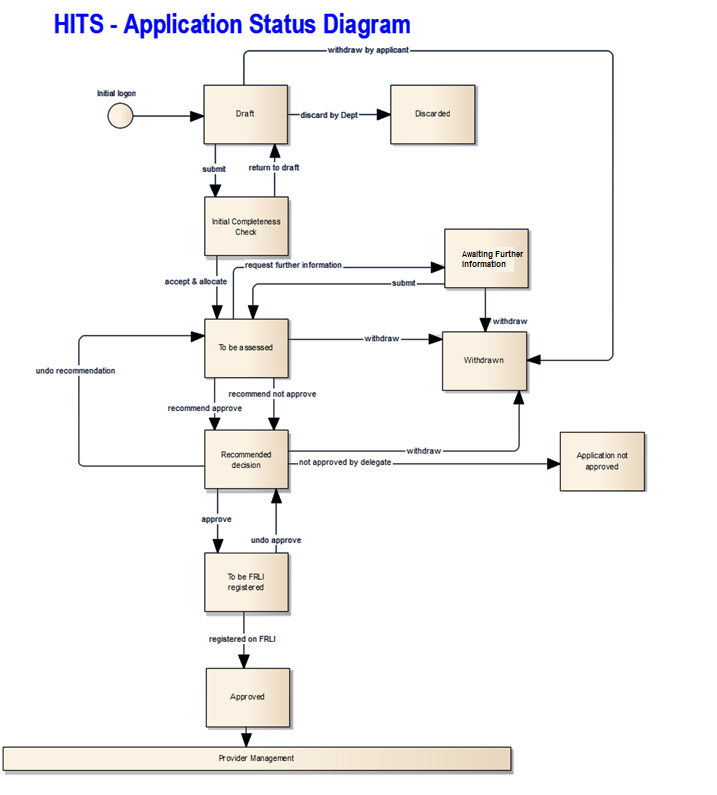 HITS - Application Status Diagram
withdraw by applicant
Initial logon
Draft
discard by Dept
Discarded
submit
return to draft
Initial Completeness
Check
Awaiting Further
Information
request further information
accept & allocate
submit
withdraw
To be assessed
withdraw
Withdrawn
undo recommendation
recommend not approve
recommend approve
Recommended
decision
withdraw
not approved by delegate
Application not
approved
approve
undo approve
To be FRLI
registered
registered on FRLI
Approved
Provider Management